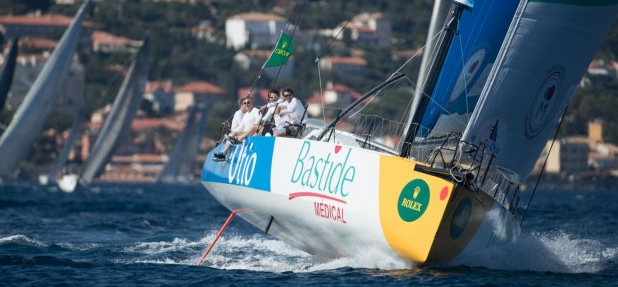 Otio
Bastide
MEDICAL
ROLEX